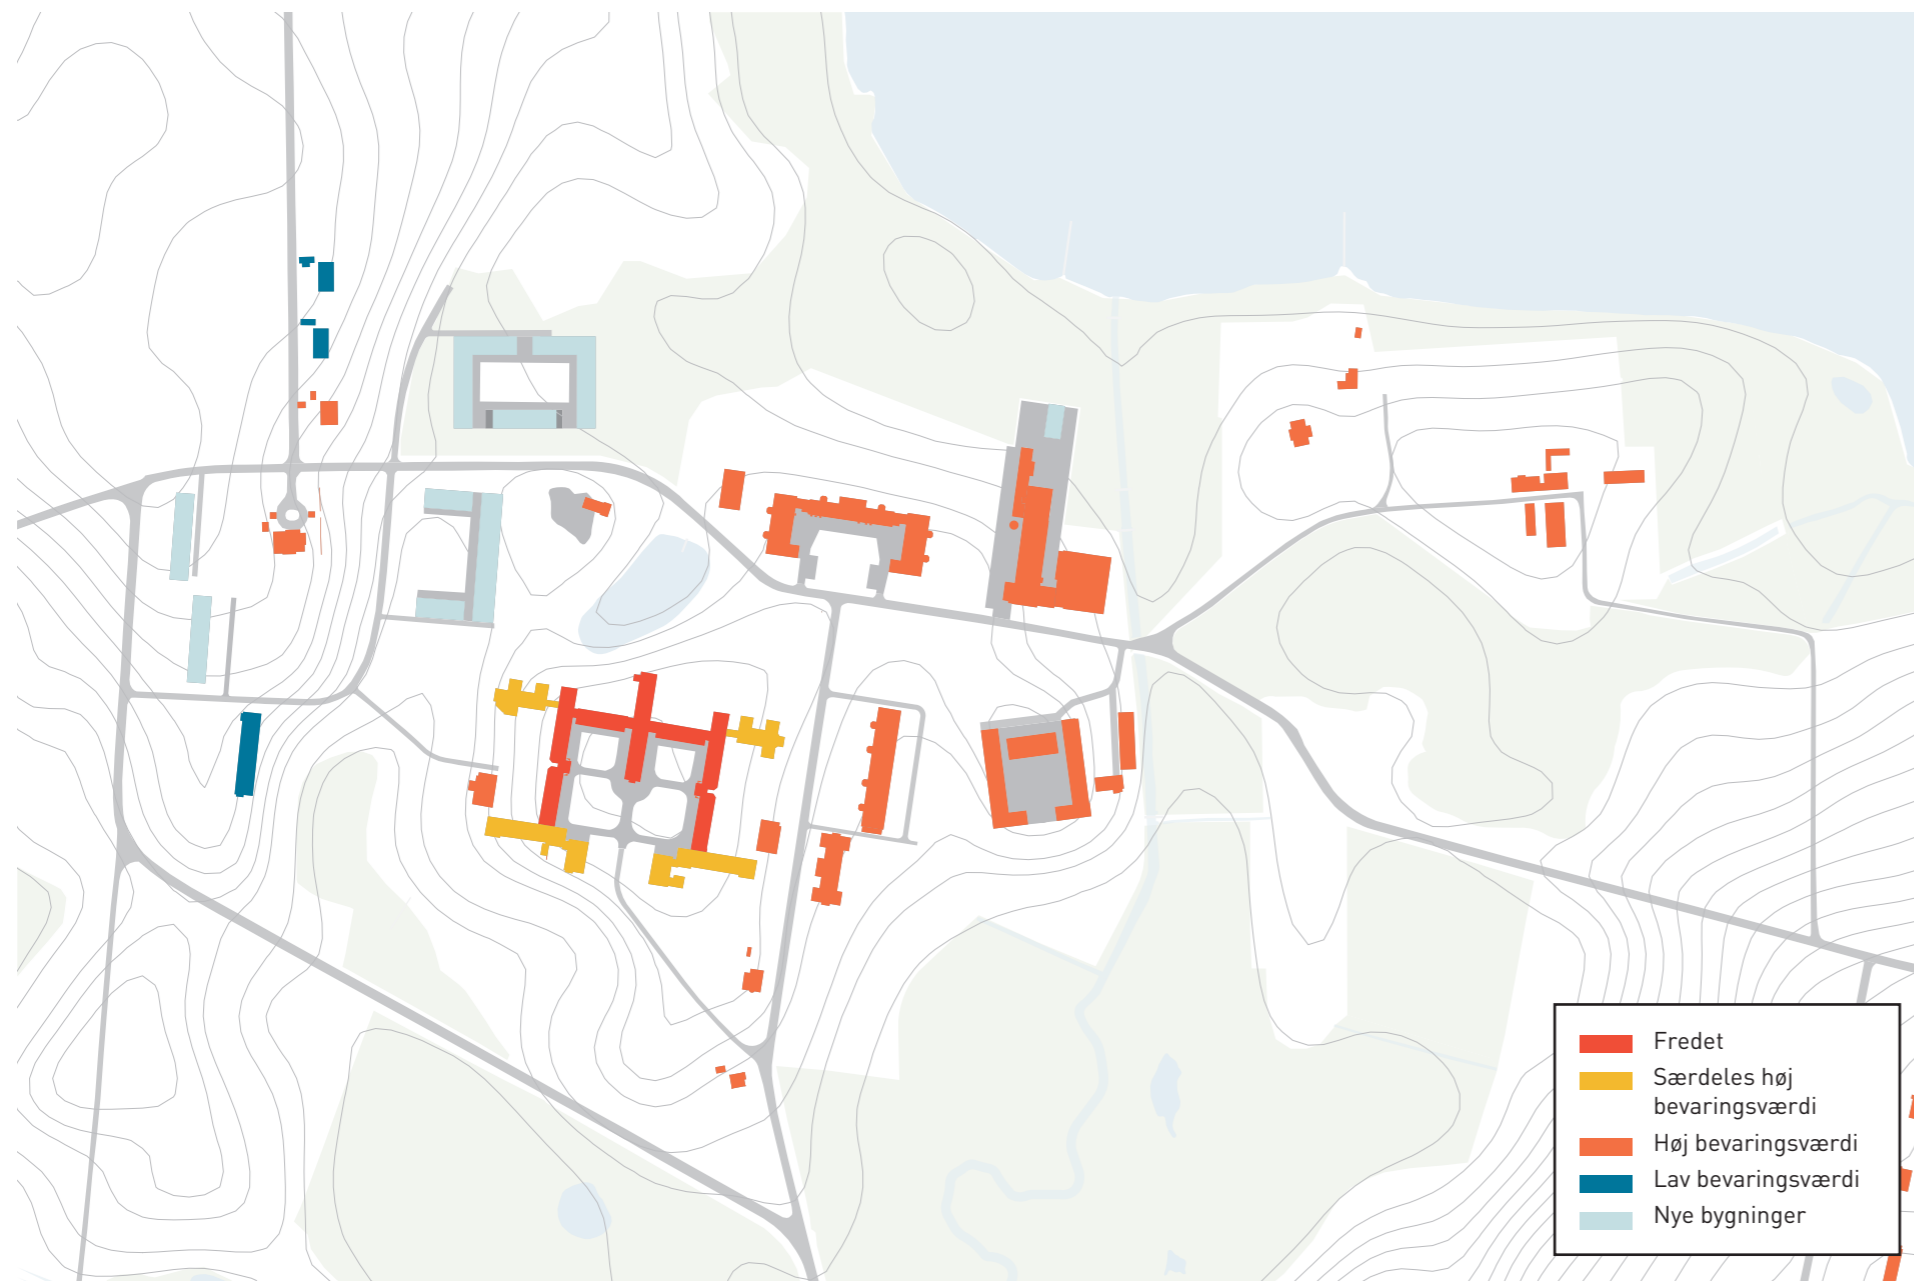 Fredet
Særdeles høj
bevaringsværdi
Høj bevaringsværdi
Lav bevaringsværdi
Nye bygninger